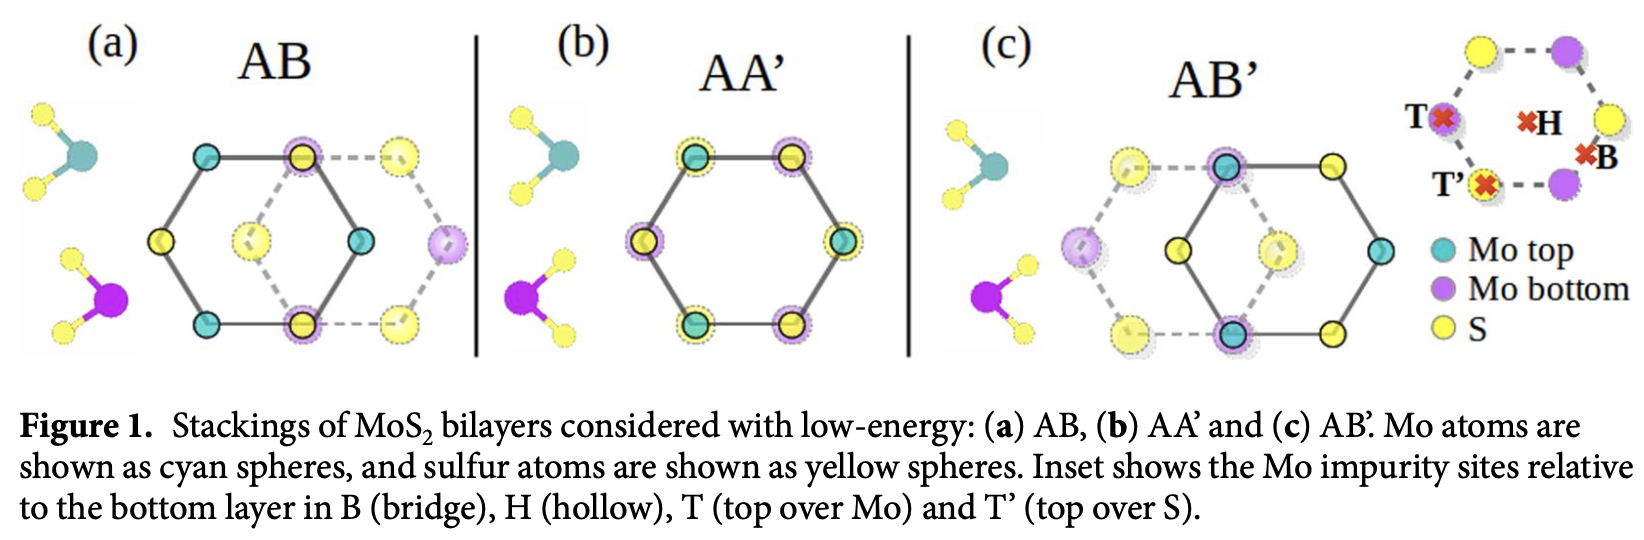 (a)
AB
(b)
AA’
(c)
AB’
T
H
B
T’
Mo top
Mo bottom
S
Figure 1. Stackings of MoS₂ bilayers considered with low-energy: (a) AB, (b) AA’ and (c) AB’. Mo atoms are
shown as cyan spheres, and sulfur atoms are shown as yellow spheres. Inset shows the Mo impurity sites relative
to the bottom layer in B (bridge), H (hollow), T (top over Mo) and T’ (top over S).